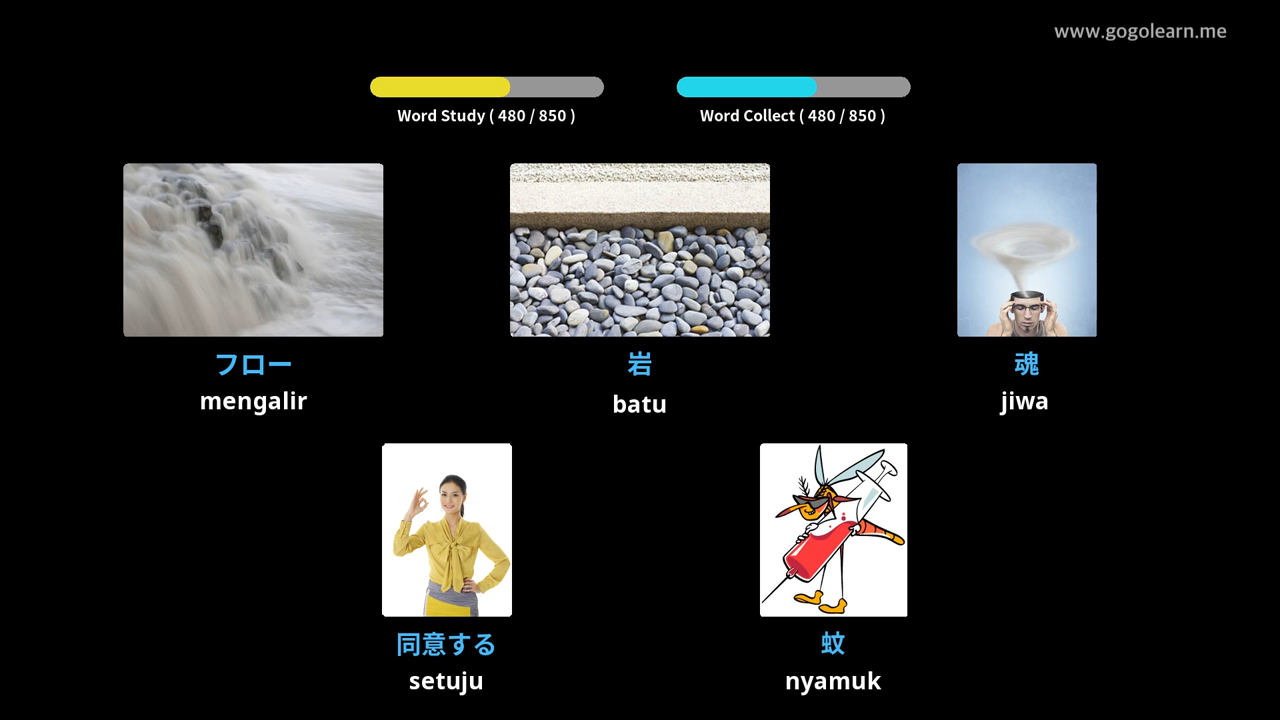 www.gogolearn.me
Word Study ( 480 / 850 )
Word Collect ( 480 / 850 )
フロー
mengalir
岩
batu
魂
jiwa
同意する
setuju
蚊
nyamuk